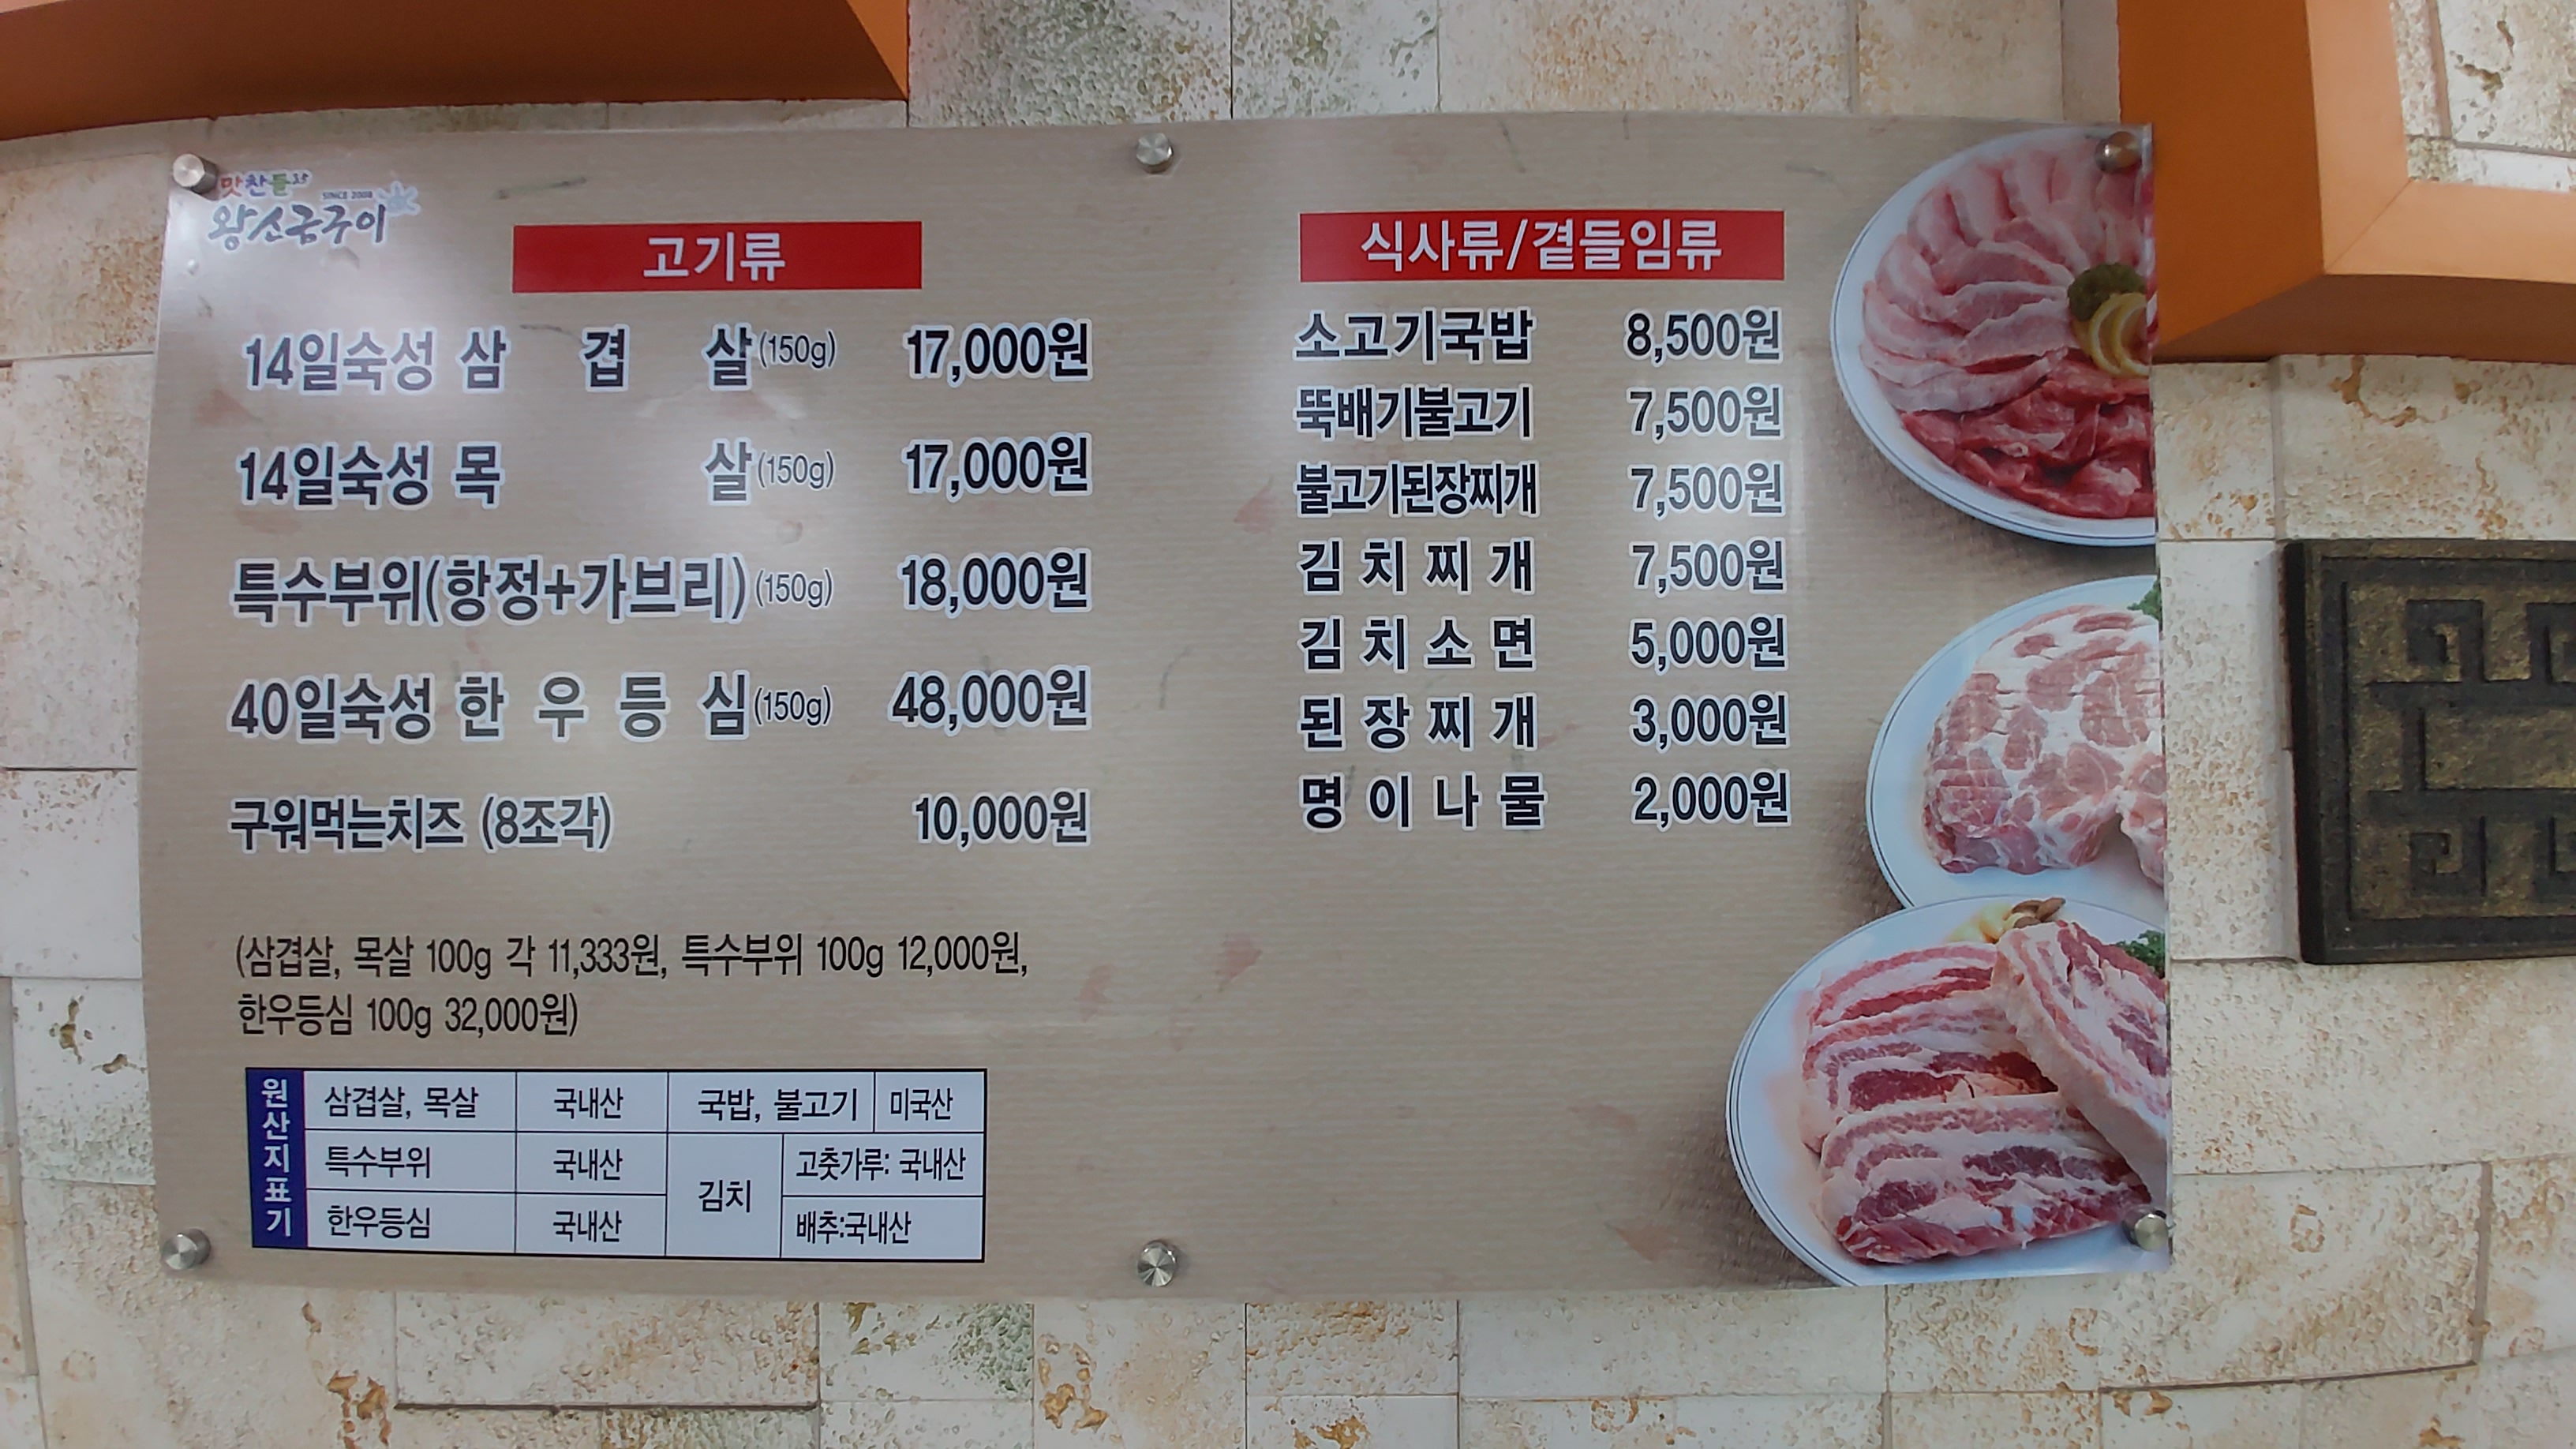 맛찬들
SINCE 2008
왕소금구이
고기류
14일숙성 삼 겹 살(150g) 17,000원
14일숙성 목 살(150g) 17,000원
특수부위(항정+가브리)(150g) 18,000원
40일숙성 한 우 등 심(150g) 48,000원
구워먹는치즈 (8조각) 10,000원
(삼겹살, 목살 100g 각 11,333원, 특수부위 100g 12,000원,
한우등심 100g 32,000원)
원산지표기
삼겹살, 목살 국내산 국밥, 불고기 미국산
특수부위 국내산 김치 고춧가루: 국내산
한우등심 국내산 배추:국내산
식사류/곁들임류
소고기국밥 8,500원
뚝배기불고기 7,500원
불고기된장찌개 7,500원
김 치 찌 개 7,500원
김 치 소 면 5,000원
된 장 찌 개 3,000원
명 이 나 물 2,000원